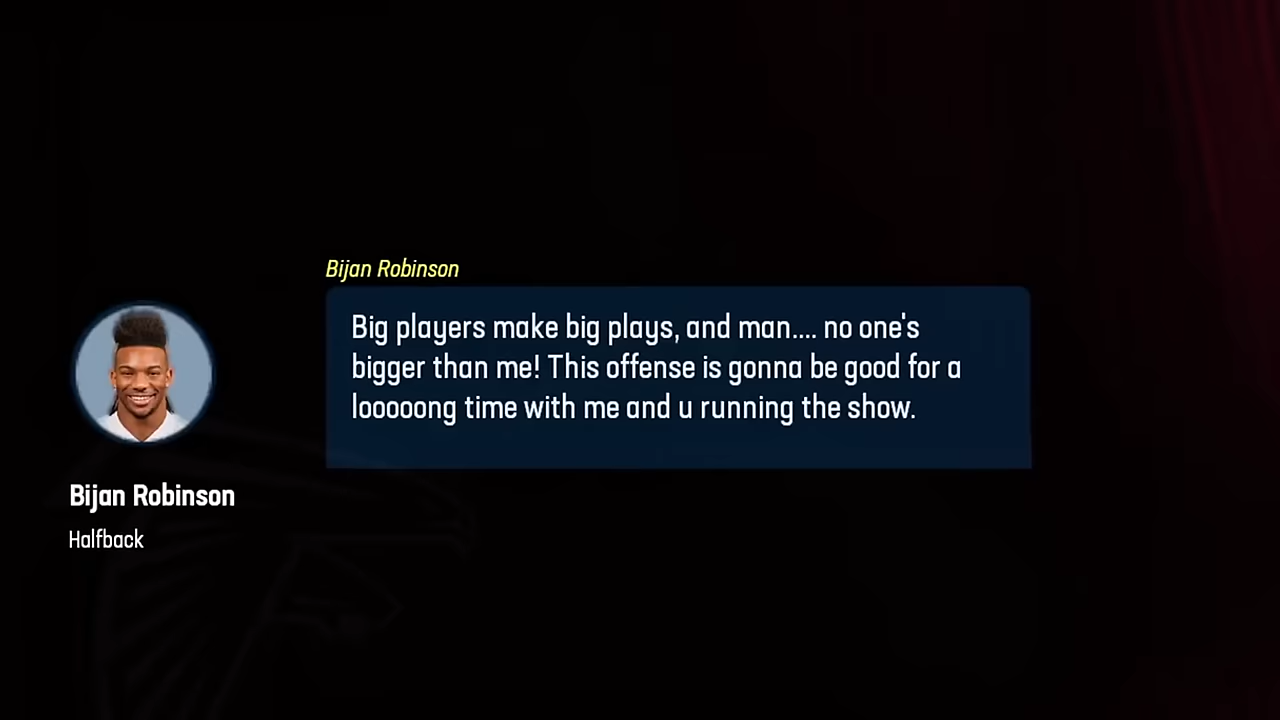 Bijan Robinson
Big players make big plays, and man.... no one's
bigger than me! This offense is gonna be good for a
looooong time with me and u running the show.
Bijan Robinson
Halfback